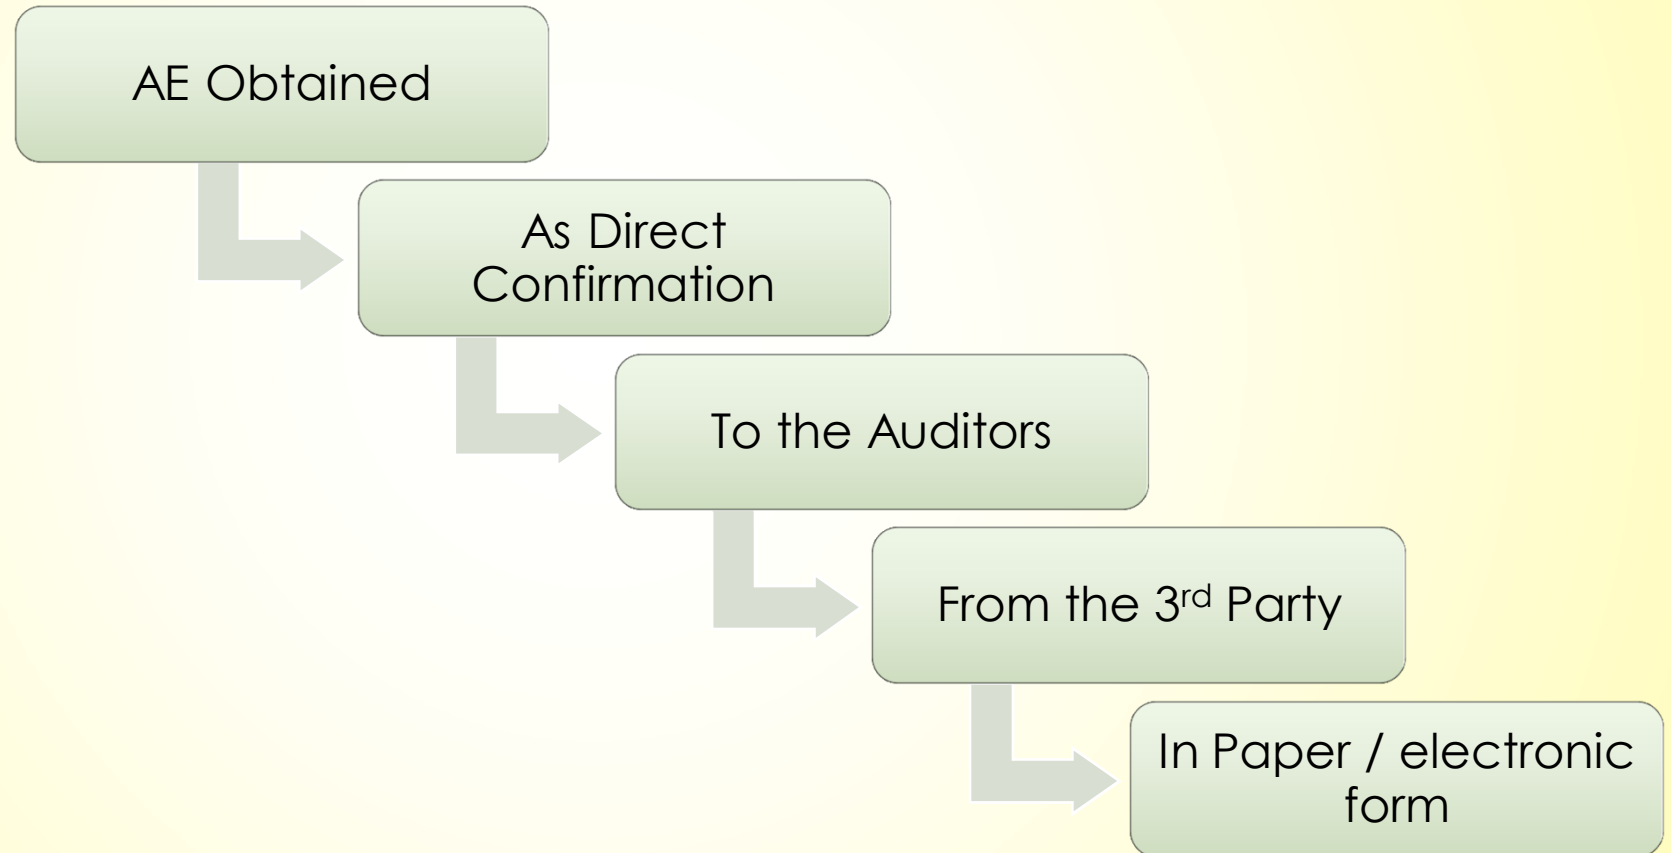 AE Obtained
As Direct
Confirmation
To the Auditors
From the 3rd Party
In Paper / electronic
form